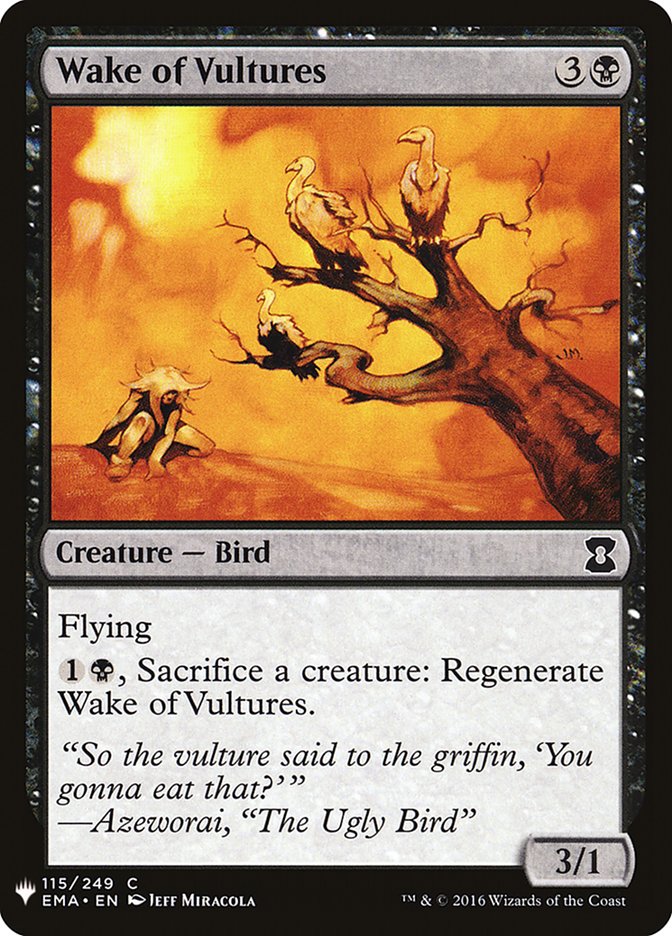 Wake of Vultures 3
JM.
Creature — Bird
Flying
1, Sacrifice a creature: Regenerate
Wake of Vultures.
“So the vulture said to the griffin, ‘You
gonna eat that?’”
—Azeworai, “The Ugly Bird”
3/1
115/249 C
EMA • EN Jeff Miracola
™ & © 2016 Wizards of the Coast